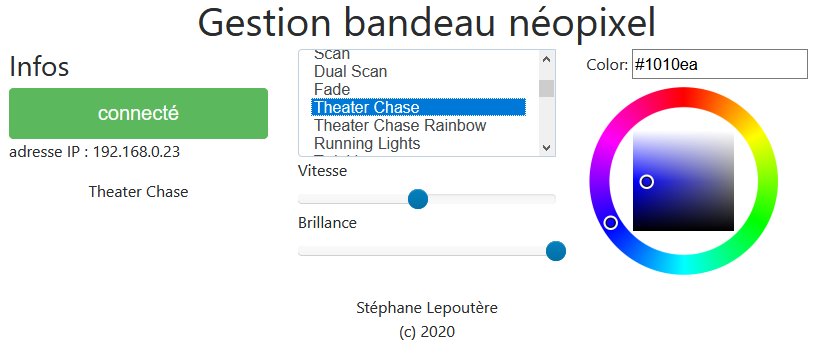 Gestion bandeau néopixel
Infos
connecté
adresse IP : 192.168.0.23
Theater Chase
Scan
Dual Scan
Fade
Theater Chase
Theater Chase Rainbow
Running Lights
Vitesse
Brillance
Color: #1010ea
Stéphane Lepoutère
(c) 2020